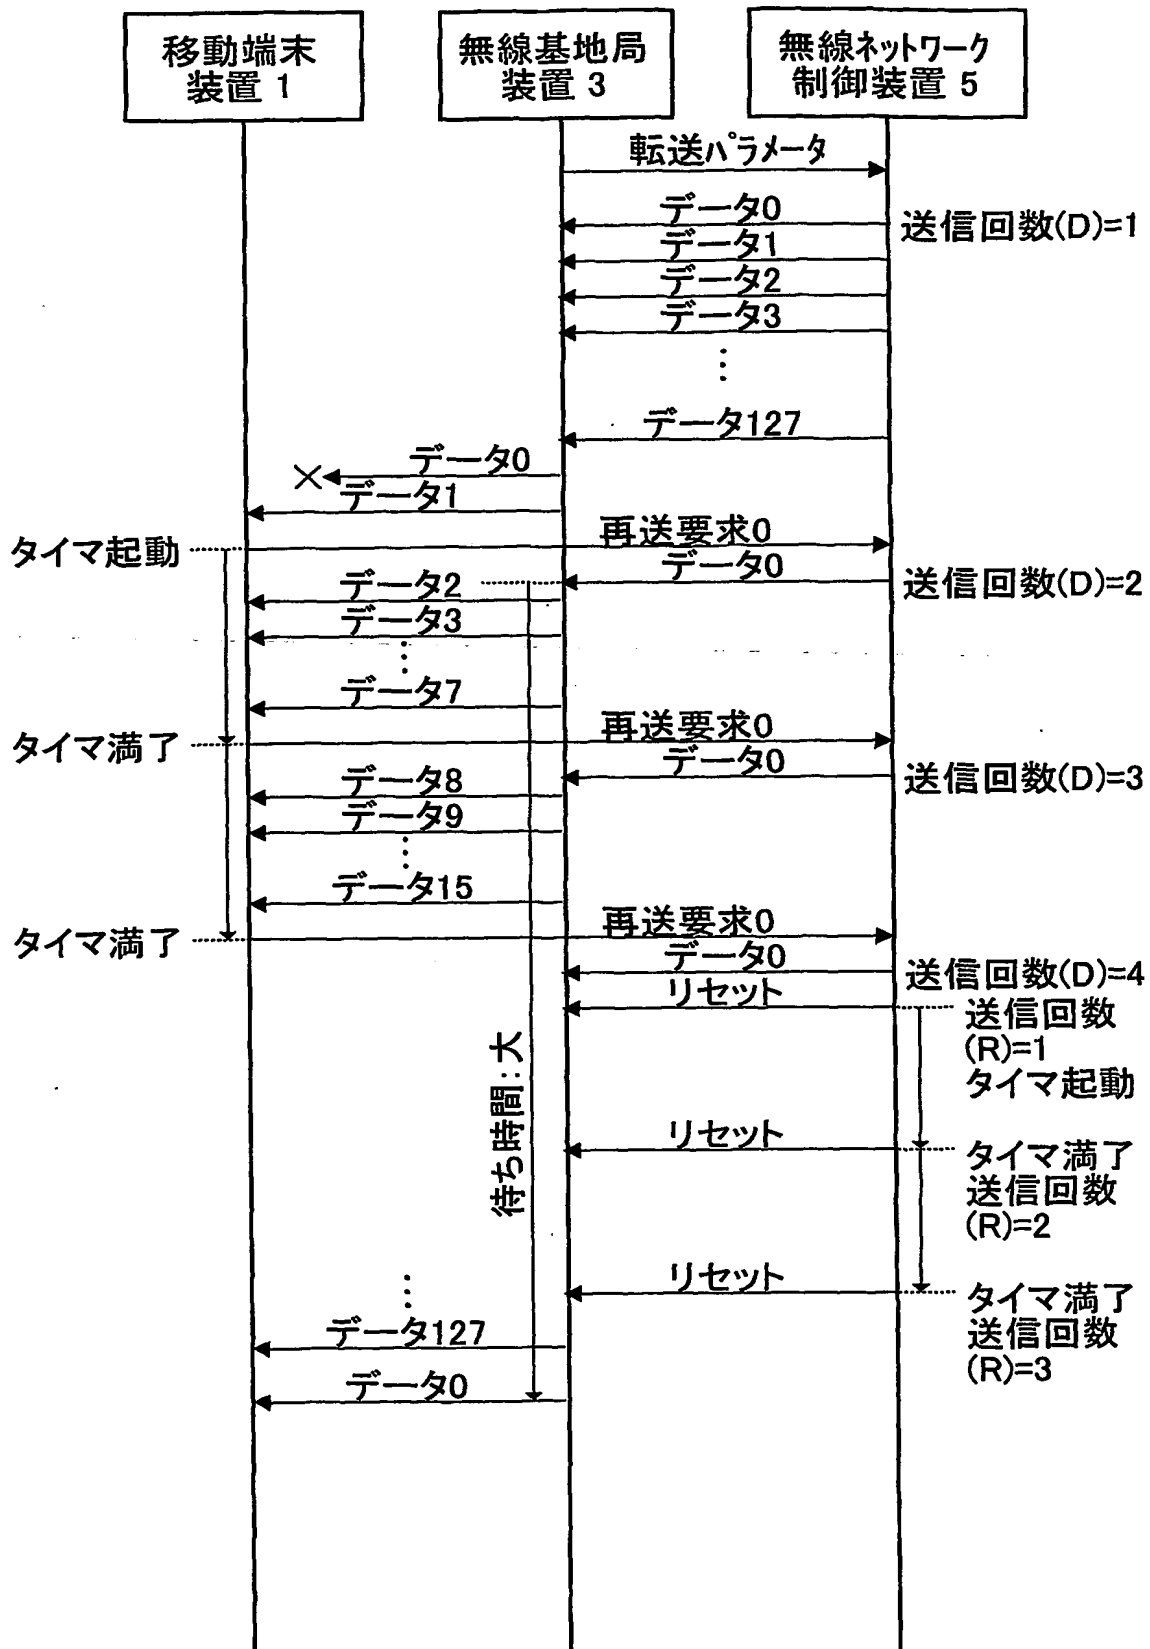 移動端末
装置 1
無線基地局
装置 3
無線ネットワーク
制御装置 5
転送パラメータ
データ0
送信回数(D)=1
データ1
データ2
データ3
データ127
データ0
データ1
タイマ起動
再送要求0
データ0
送信回数(D)=2
データ2
データ3
データ7
タイマ満了
再送要求0
データ0
送信回数(D)=3
データ8
データ9
データ15
タイマ満了
再送要求0
データ0
送信回数(D)=4
リセット
送信回数
(R)=1
タイマ起動
待ち時間:大
リセット
タイマ満了
送信回数
(R)=2
リセット
タイマ満了
送信回数
(R)=3
データ127
データ0